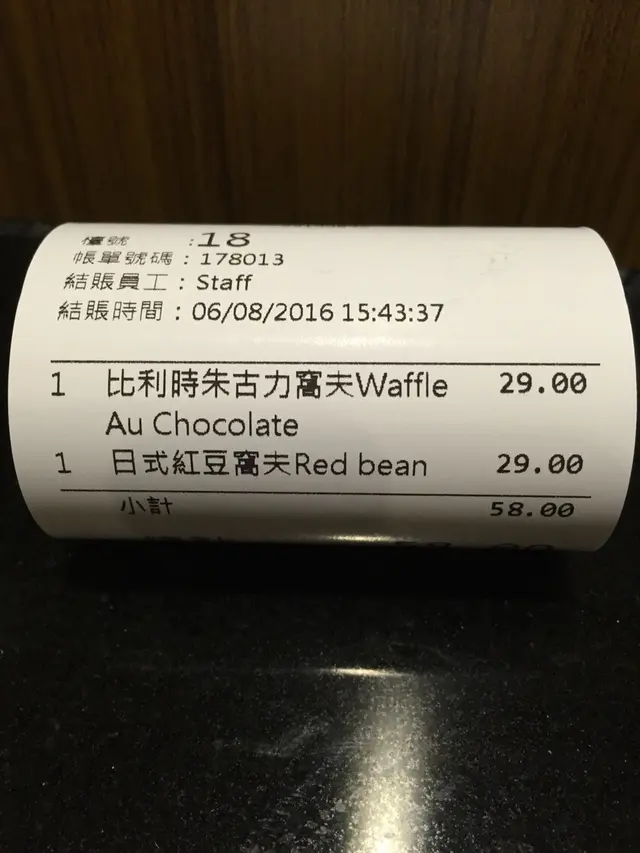 檯號 :18
帳單號碼 : 178013
結賬員工 : Staff
結賬時間 : 06/08/2016 15:43:37
1 比利時朱古力窩夫Waffle 29.00
Au Chocolate
1 日式紅豆窩夫Red bean 29.00
小計 58.00